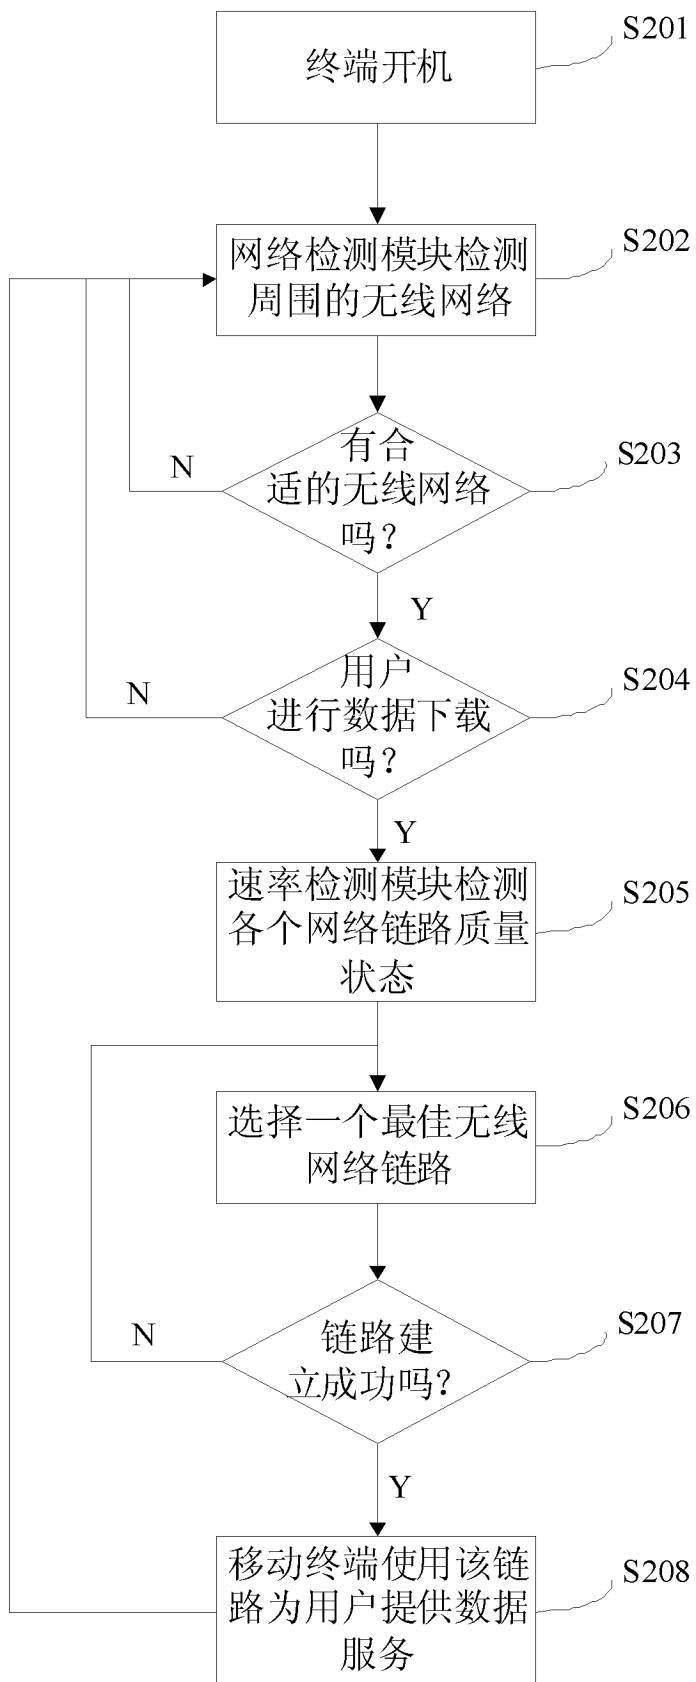 终端开机
S201
网络检测模块检测
周围的无线网络
S202
有合
适的无线网络
吗？
S203
N
Y
用户
进行数据下载
吗？
S204
N
Y
速率检测模块检测
各个网络链路质量
状态
S205
选择一个最佳无线
网络链路
S206
链路建
立成功吗？
S207
N
Y
移动终端使用该链
路为用户提供数据
服务
S208